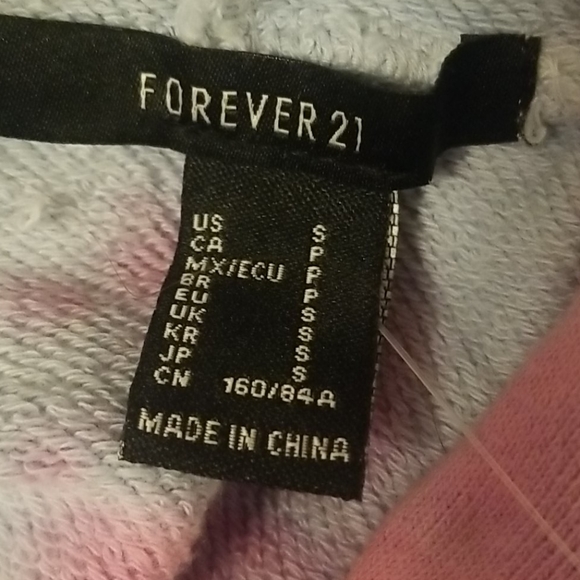 FOREVER 21
US S
CA P
MX/ECU P
BR P
EU S
UK S
KR S
JP S
CN 160/84A
MADE IN CHINA